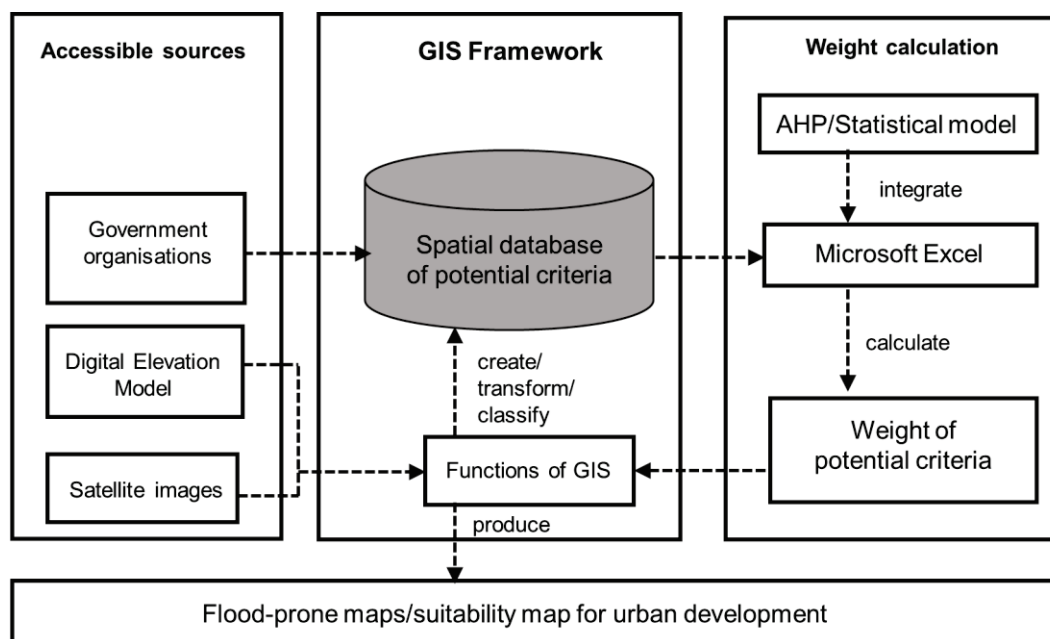 Accessible sources
Government
organisations
Digital Elevation
Model
Satellite images
GIS Framework
Spatial database
of potential criteria
create/
transform/
classify
Functions of GIS
produce
Weight calculation
AHP/Statistical model
integrate
Microsoft Excel
calculate
Weight of
potential criteria
Flood-prone maps/suitability map for urban development